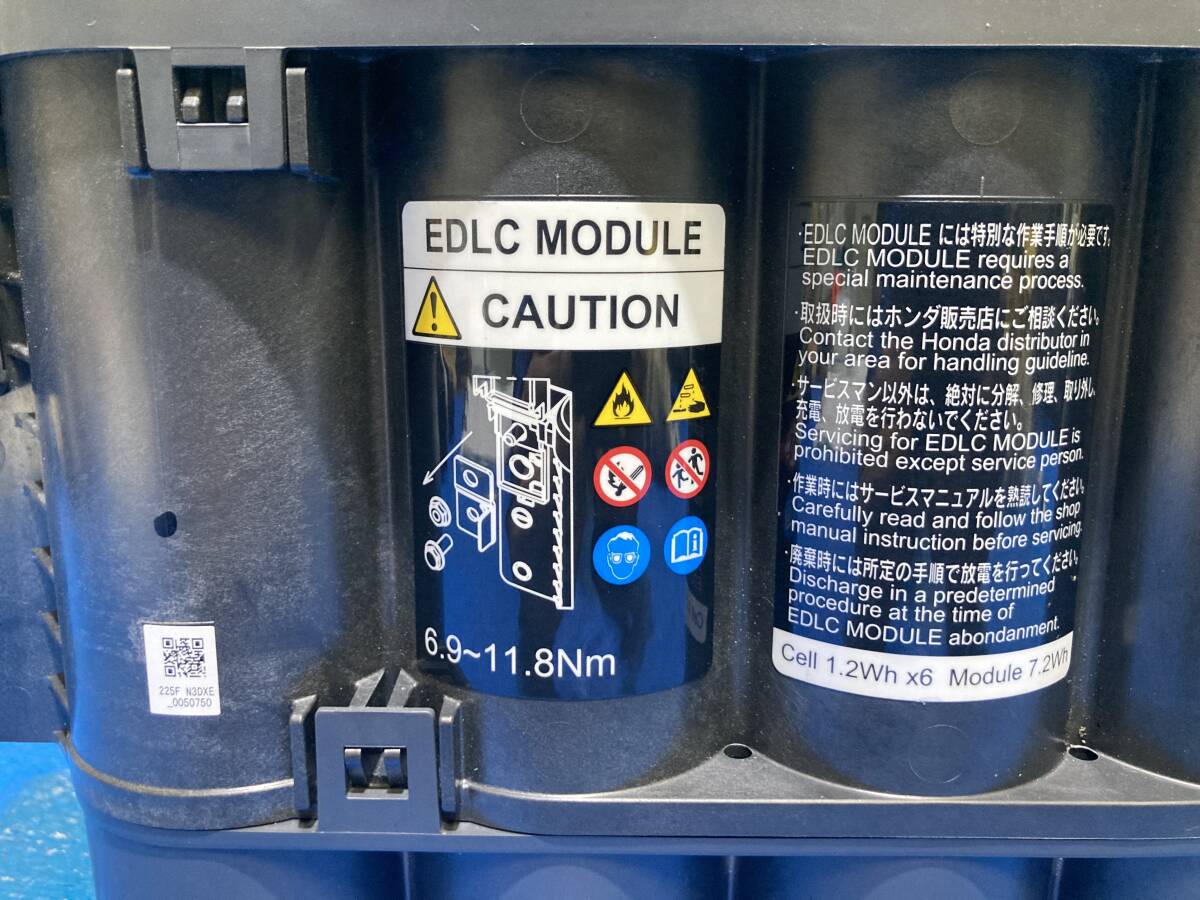 EDLC MODULE
CAUTION
6.9~11.8Nm
225F N3DXE
_0050750
・EDLC MODULE には特別な作業手順が必要です。
EDLC MODULE requires a
special maintenance process.
・取扱時にはホンダ販売店にご相談ください。
Contact the Honda distributor in
your area for handling guideline.
・サービスマン以外は、絶対に分解、修理、取り外し、
充電、放電を行わないでください。
Servicing for EDLC MODULE is
prohibited except service person.
・作業時にはサービスマニュアルを熟読してください。
Carefully read and follow the shop
manual instruction before servicing.
・廃棄時には所定の手順で放電を行ってください。
Discharge in a predetermined
procedure at the time of
EDLC MODULE abondanment.
Cell 1.2Wh x6 Module 7.2Wh